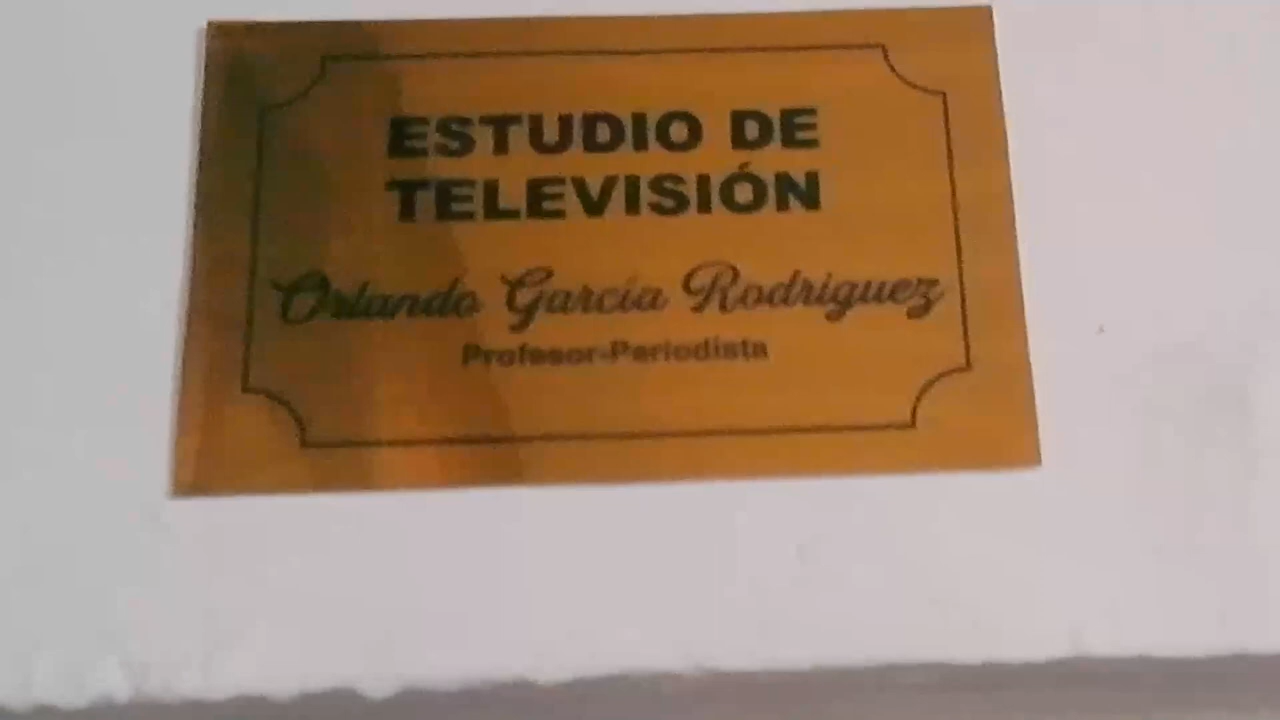 ESTUDIO DE
TELEVISIÓN
Orlando García Rodriguez
Profesor-Periodista